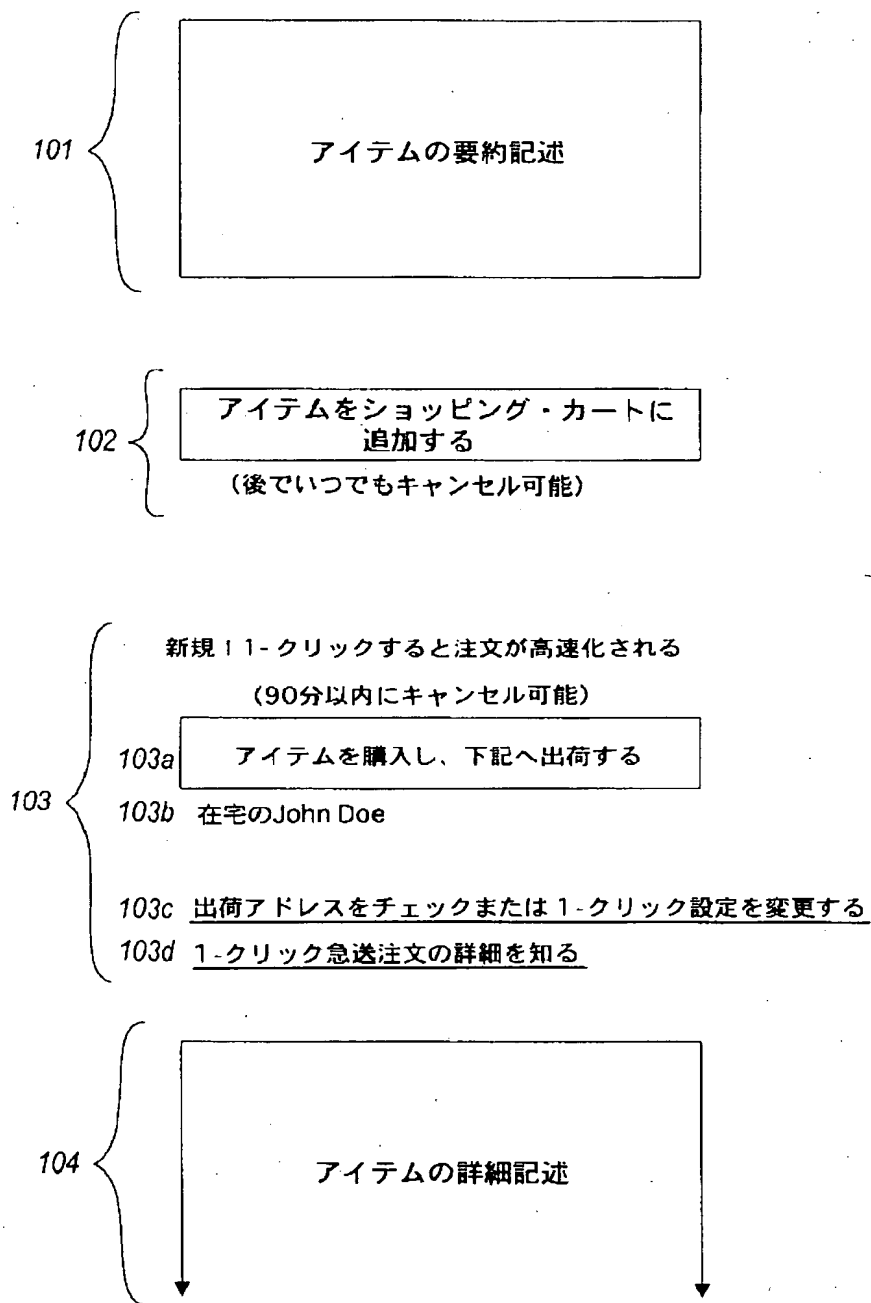 101
アイテムの要約記述
102
アイテムをショッピング・カートに
追加する
(後でいつでもキャンセル可能)
103
新規！1-クリックすると注文が高速化される
(90分以内にキャンセル可能)
103a アイテムを購入し、下記へ出荷する
103b 在宅のJohn Doe
103c 出荷アドレスをチェックまたは1-クリック設定を変更する
103d 1-クリック急送注文の詳細を知る
104
アイテムの詳細記述